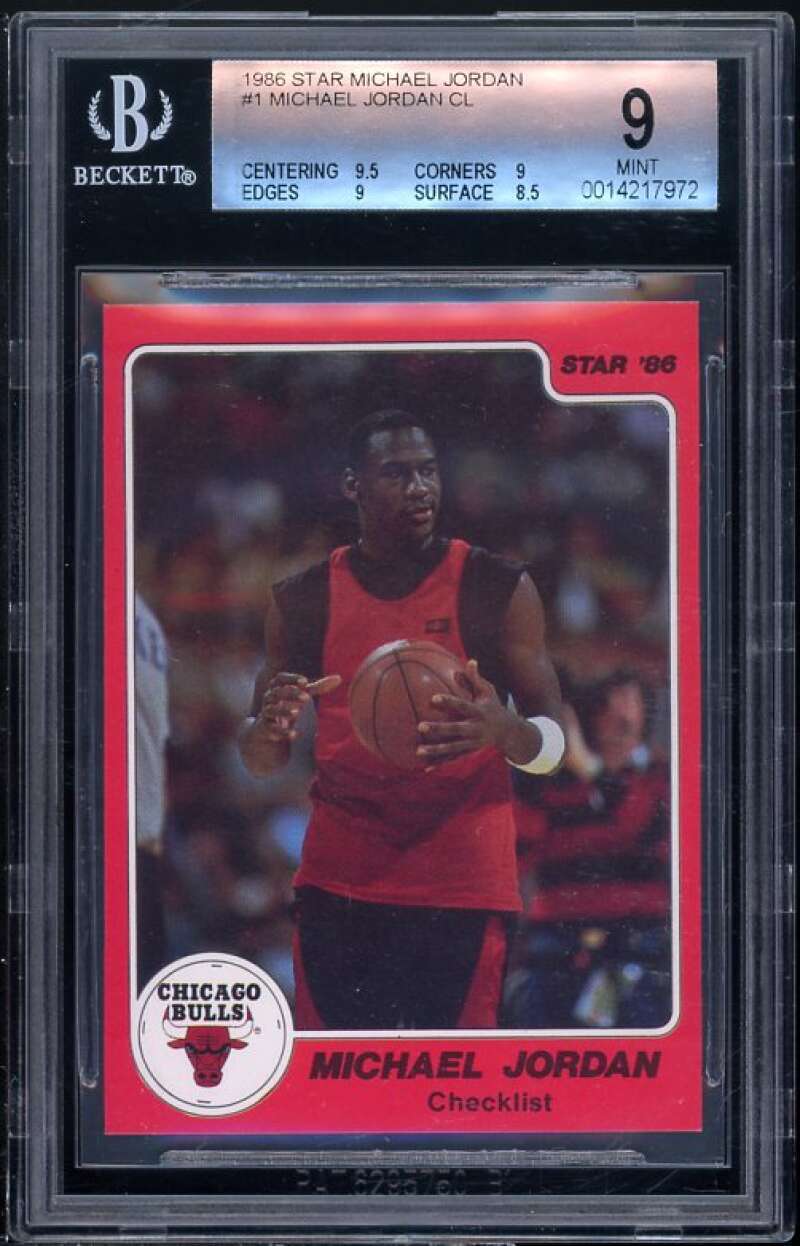 B
BECKETT®
1986 STAR MICHAEL JORDAN
#1 MICHAEL JORDAN CL
CENTERING 9.5 CORNERS 9
EDGES 9 SURFACE 8.5
9
MINT
0014217972
STAR '86
CHICAGO
BULLS
®
MICHAEL JORDAN
Checklist